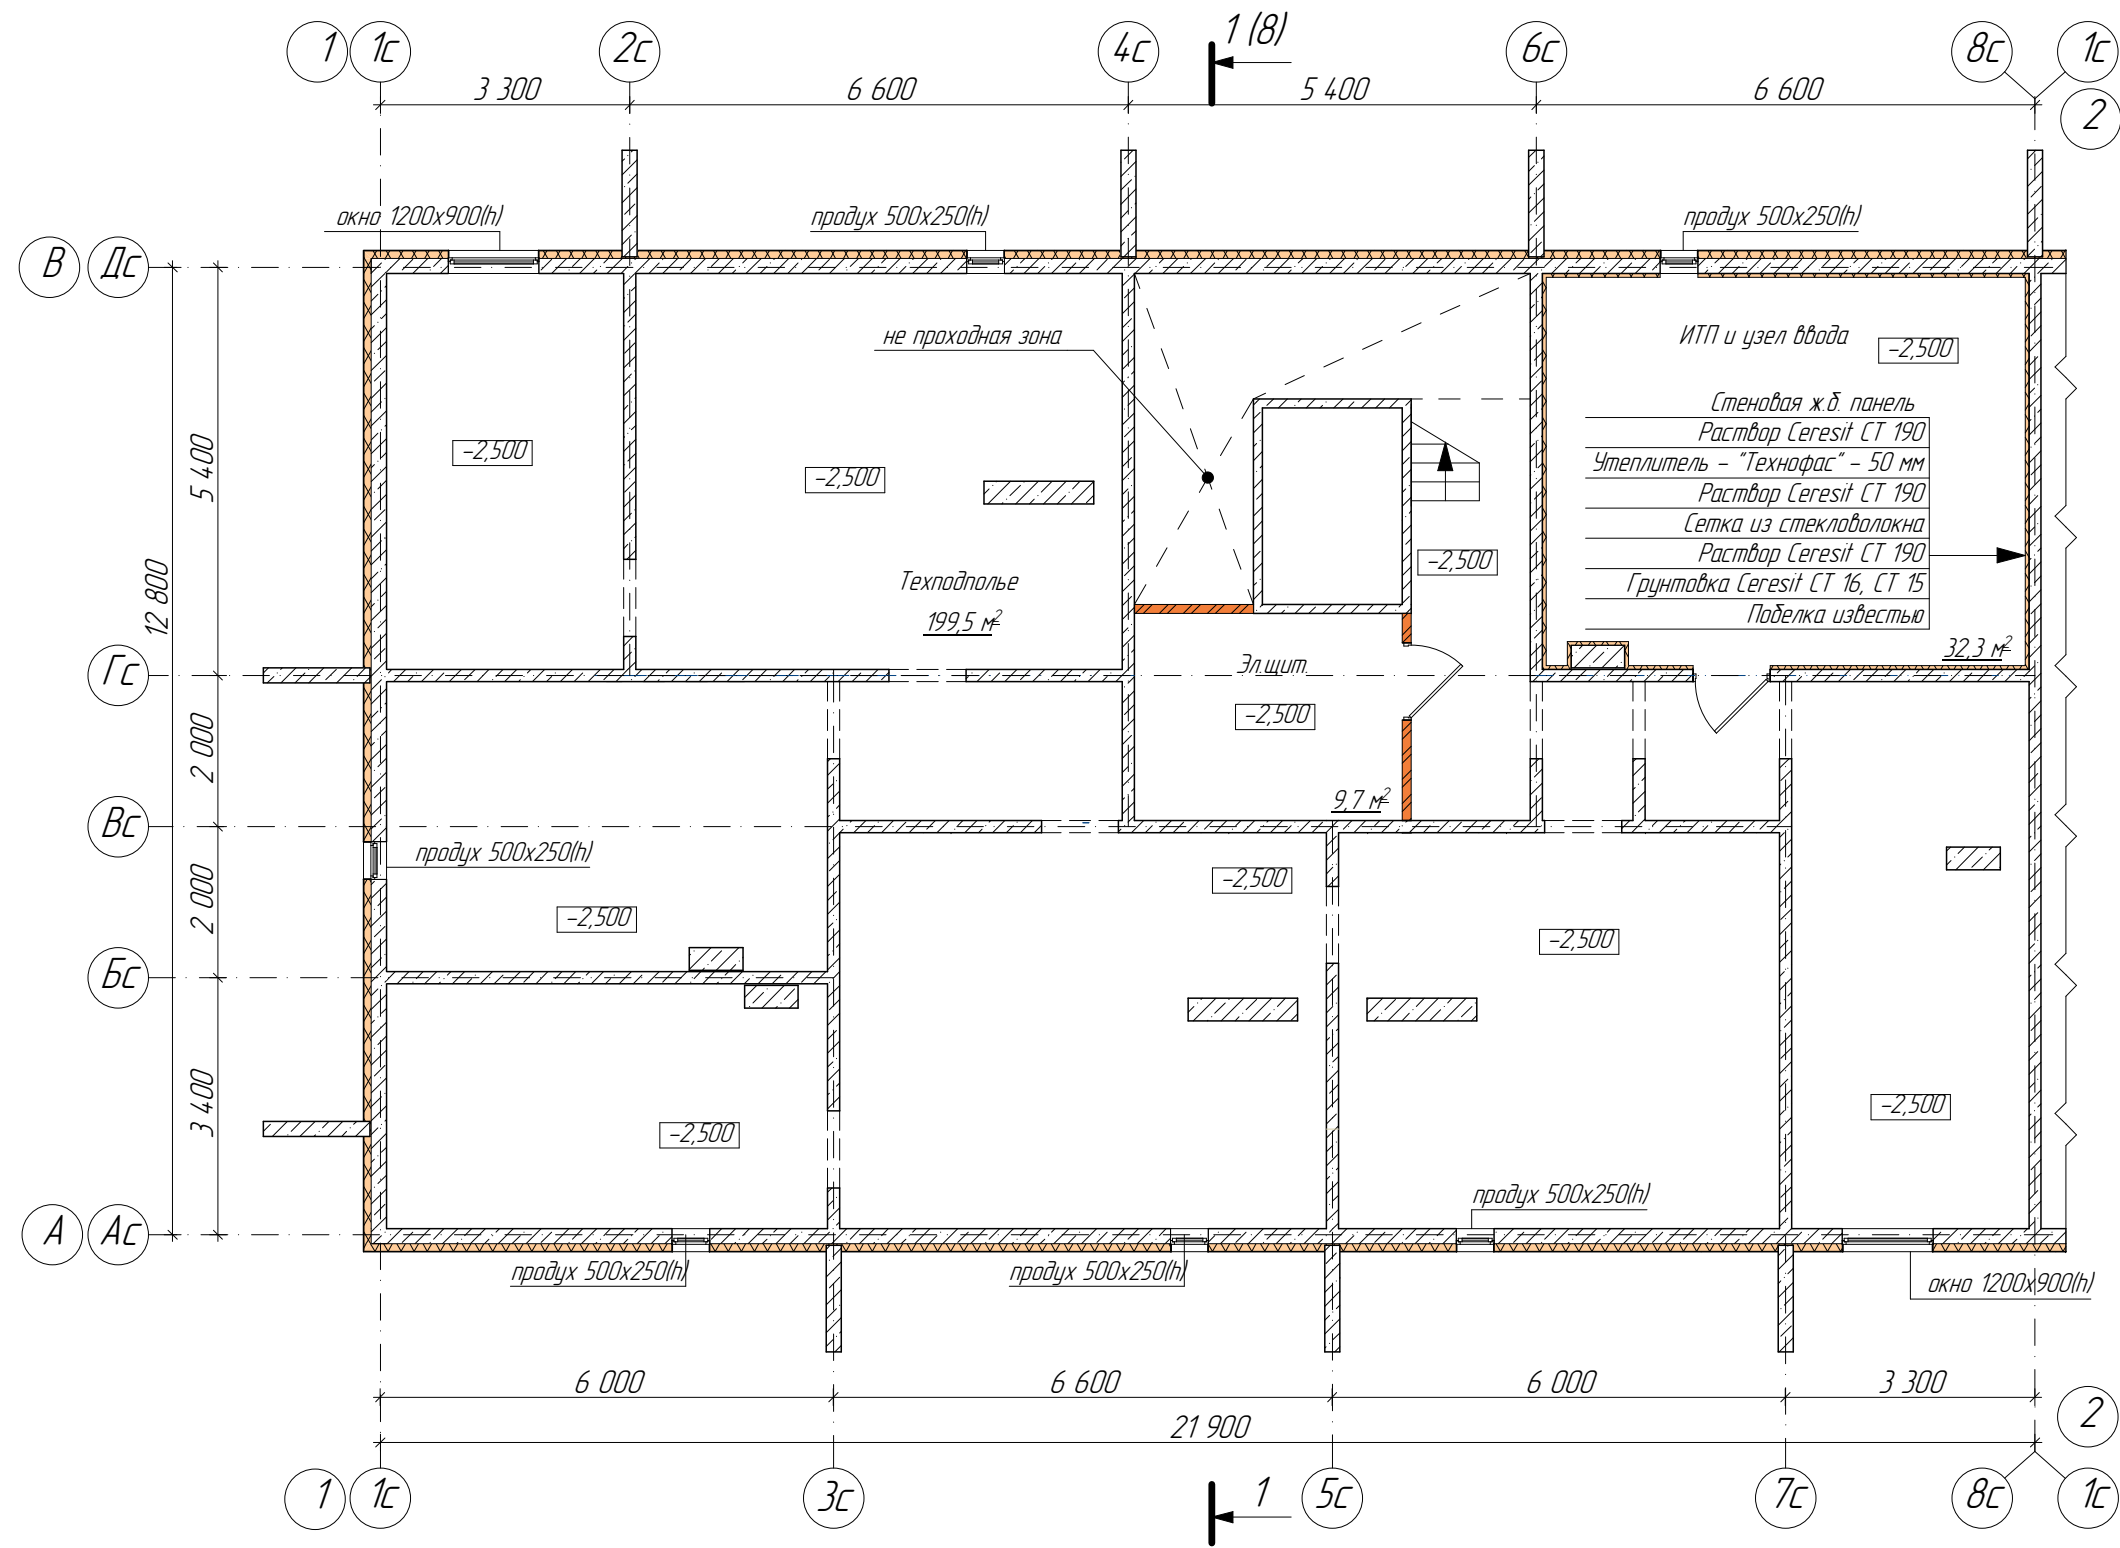 1 1с 2с 4с 1 (8) 6с 8с 1с
3 300 6 600 5 400 6 600
2
окно 1200х900(h) продух 500х250(h) продух 500х250(h)
В Дс
не проходная зона
ИТП и узел ввода
-2,500
Стеновая ж.б. панель
Раствор Ceresit CT 190
Утеплитель - "Технофас" - 50 мм
Раствор Ceresit CT 190
Сетка из стекловолокна
Раствор Ceresit CT 190
Грунтовка Ceresit CT 16, CT 15
Побелка известью
32,3 м²
-2,500
-2,500
5 400
-2,500
12 800
Техподполье
199,5 м²
Эл.щит.
Гс
-2,500
2 000
9,7 м²
Вс
продух 500х250(h)
-2,500
2 000
-2,500
-2,500
Бс
3 400
-2,500
-2,500
продух 500х250(h)
А Ас
продух 500х250(h) продух 500х250(h) окно 1200х900(h)
6 000 6 600 6 000 3 300
2
21 900
1 1с 3с 1 5с 7с 8с 1с